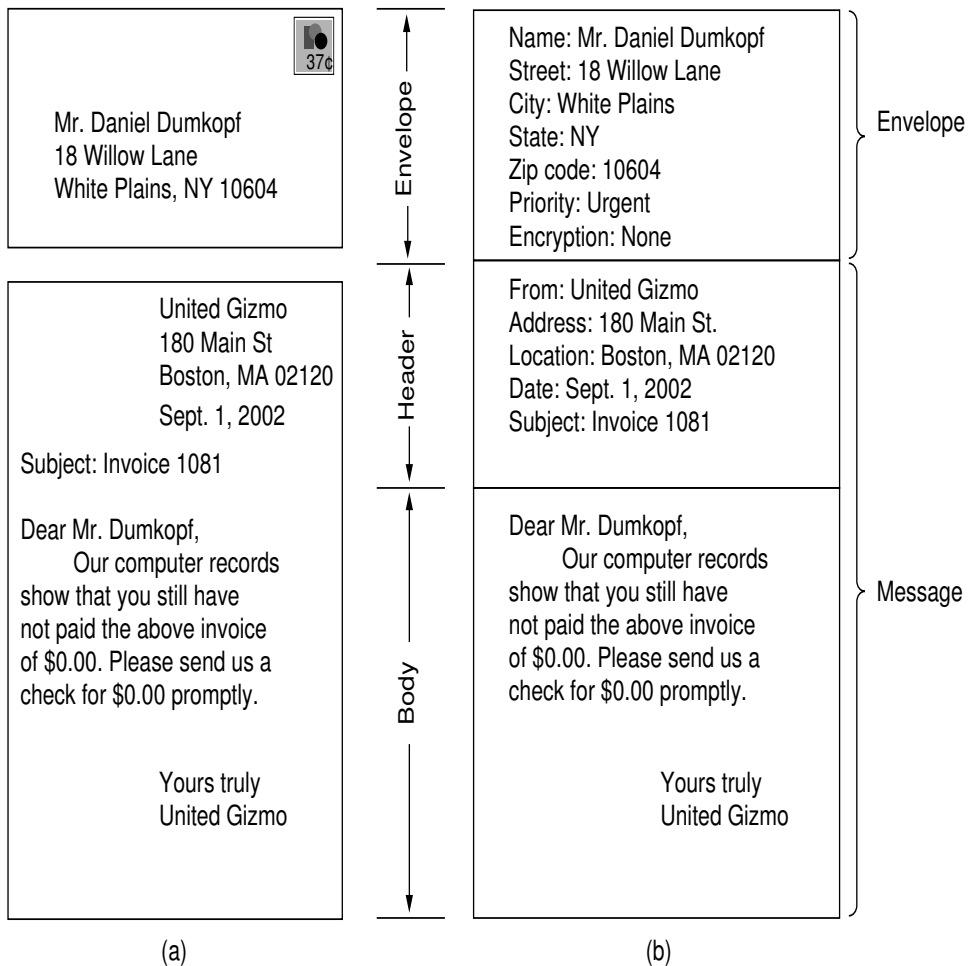 37¢
Mr. Daniel Dumkopf
18 Willow Lane
White Plains, NY 10604
United Gizmo
180 Main St
Boston, MA 02120
Sept. 1, 2002
Subject: Invoice 1081
Dear Mr. Dumkopf,
Our computer records
show that you still have
not paid the above invoice
of $0.00. Please send us a
check for $0.00 promptly.
Yours truly
United Gizmo
(a)
Envelope
Header
Body
Name: Mr. Daniel Dumkopf
Street: 18 Willow Lane
City: White Plains
State: NY
Zip code: 10604
Priority: Urgent
Encryption: None
From: United Gizmo
Address: 180 Main St.
Location: Boston, MA 02120
Date: Sept. 1, 2002
Subject: Invoice 1081
Dear Mr. Dumkopf,
Our computer records
show that you still have
not paid the above invoice
of $0.00. Please send us a
check for $0.00 promptly.
Yours truly
United Gizmo
(b)
Envelope
Message